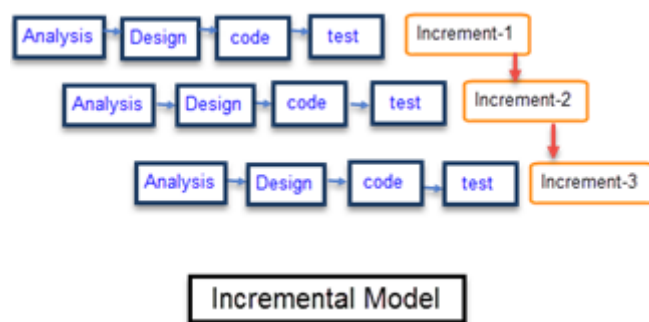 Analysis Design code test Increment-1
Analysis Design code test Increment-2
Analysis Design code test Increment-3
Incremental Model